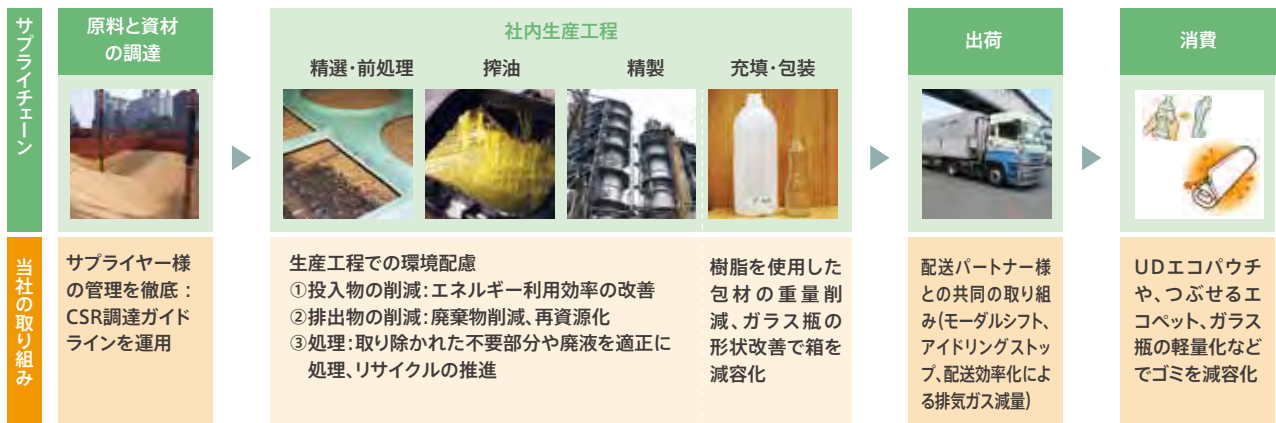 サプライチェーン
原料と資材
の調達
社内生産工程
精選・前処理
搾油
精製
充填・包装
出荷
消費
当社の取り組み
サプライヤー様
の管理を徹底：
CSR調達ガイド
ラインを運用
生産工程での環境配慮
①投入物の削減：エネルギー利用効率の改善
②排出物の削減：廃棄物削減、再資源化
③処理：取り除かれた不要部分や廃液を適正に
処理、リサイクルの推進
樹脂を使用した
包材の重量削
減、ガラス瓶の
形状改善で箱を
減容化
配送パートナー様
との共同の取り組
み(モーダルシフト、
アイドリングストッ
プ、配送効率化によ
る排気ガス減量)
UDエコパウチ
や、つぶせるエ
コペット、ガラス
瓶の軽量化など
でゴミを減容化